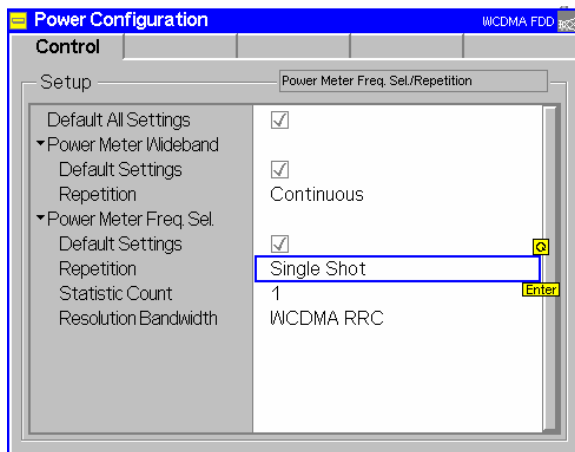 Power Configuration WCDMA FDD
Control
Setup Power Meter Freq. Sel./Repetition
Default All Settings
Power Meter Wideband
Default Settings
Repetition Continuous
Power Meter Freq. Sel.
Default Settings
Repetition Single Shot
Statistic Count 1
Enter
Resolution Bandwidth WCDMA RRC